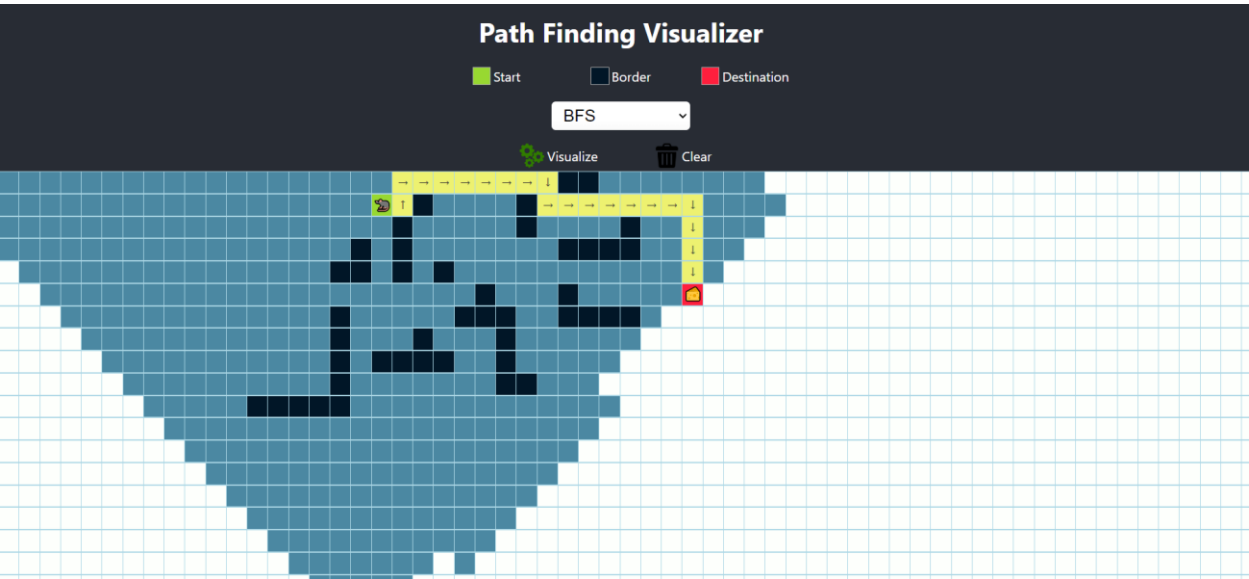 Path Finding Visualizer
Start Border Destination
BFS
Visualize Clear
→ → → → → → → ↓
↑ → → → → → → → ↓
↓
↓
↓